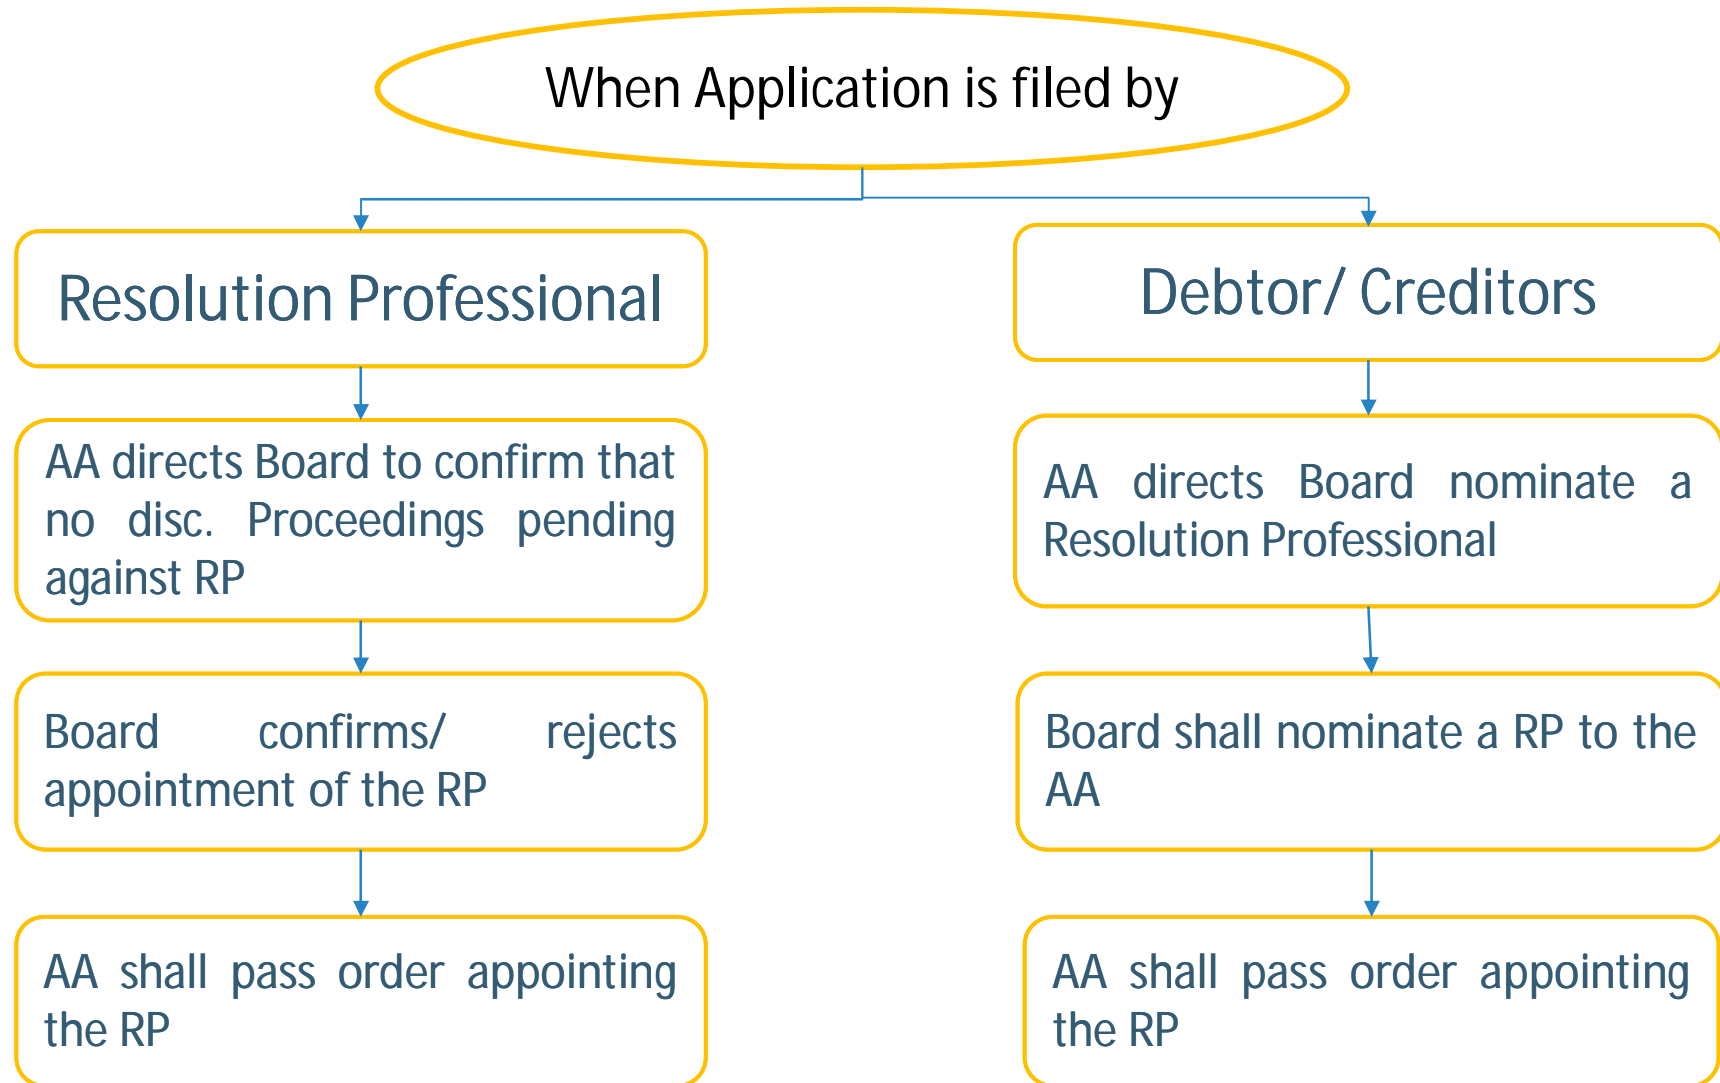 When Application is filed by
Resolution Professional
AA directs Board to confirm that
no disc. Proceedings pending
against RP
Board confirms/ rejects
appointment of the RP
AA shall pass order appointing
the RP
Debtor/ Creditors
AA directs Board nominate a
Resolution Professional
Board shall nominate a RP to the
AA
AA shall pass order appointing
the RP